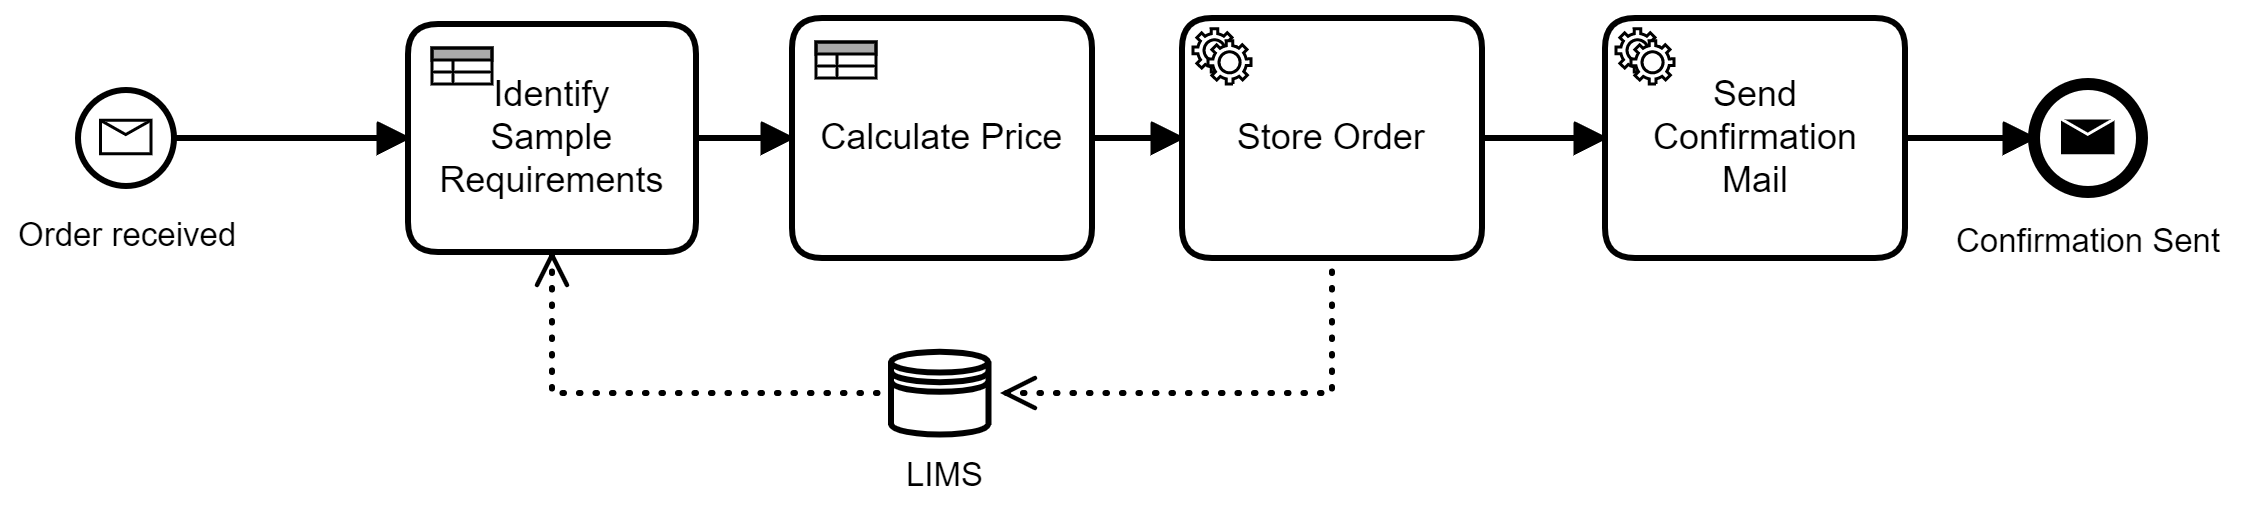 Order received
Identify
Sample
Requirements
Calculate Price
Store Order
Send
Confirmation
Mail
Confirmation Sent
LIMS